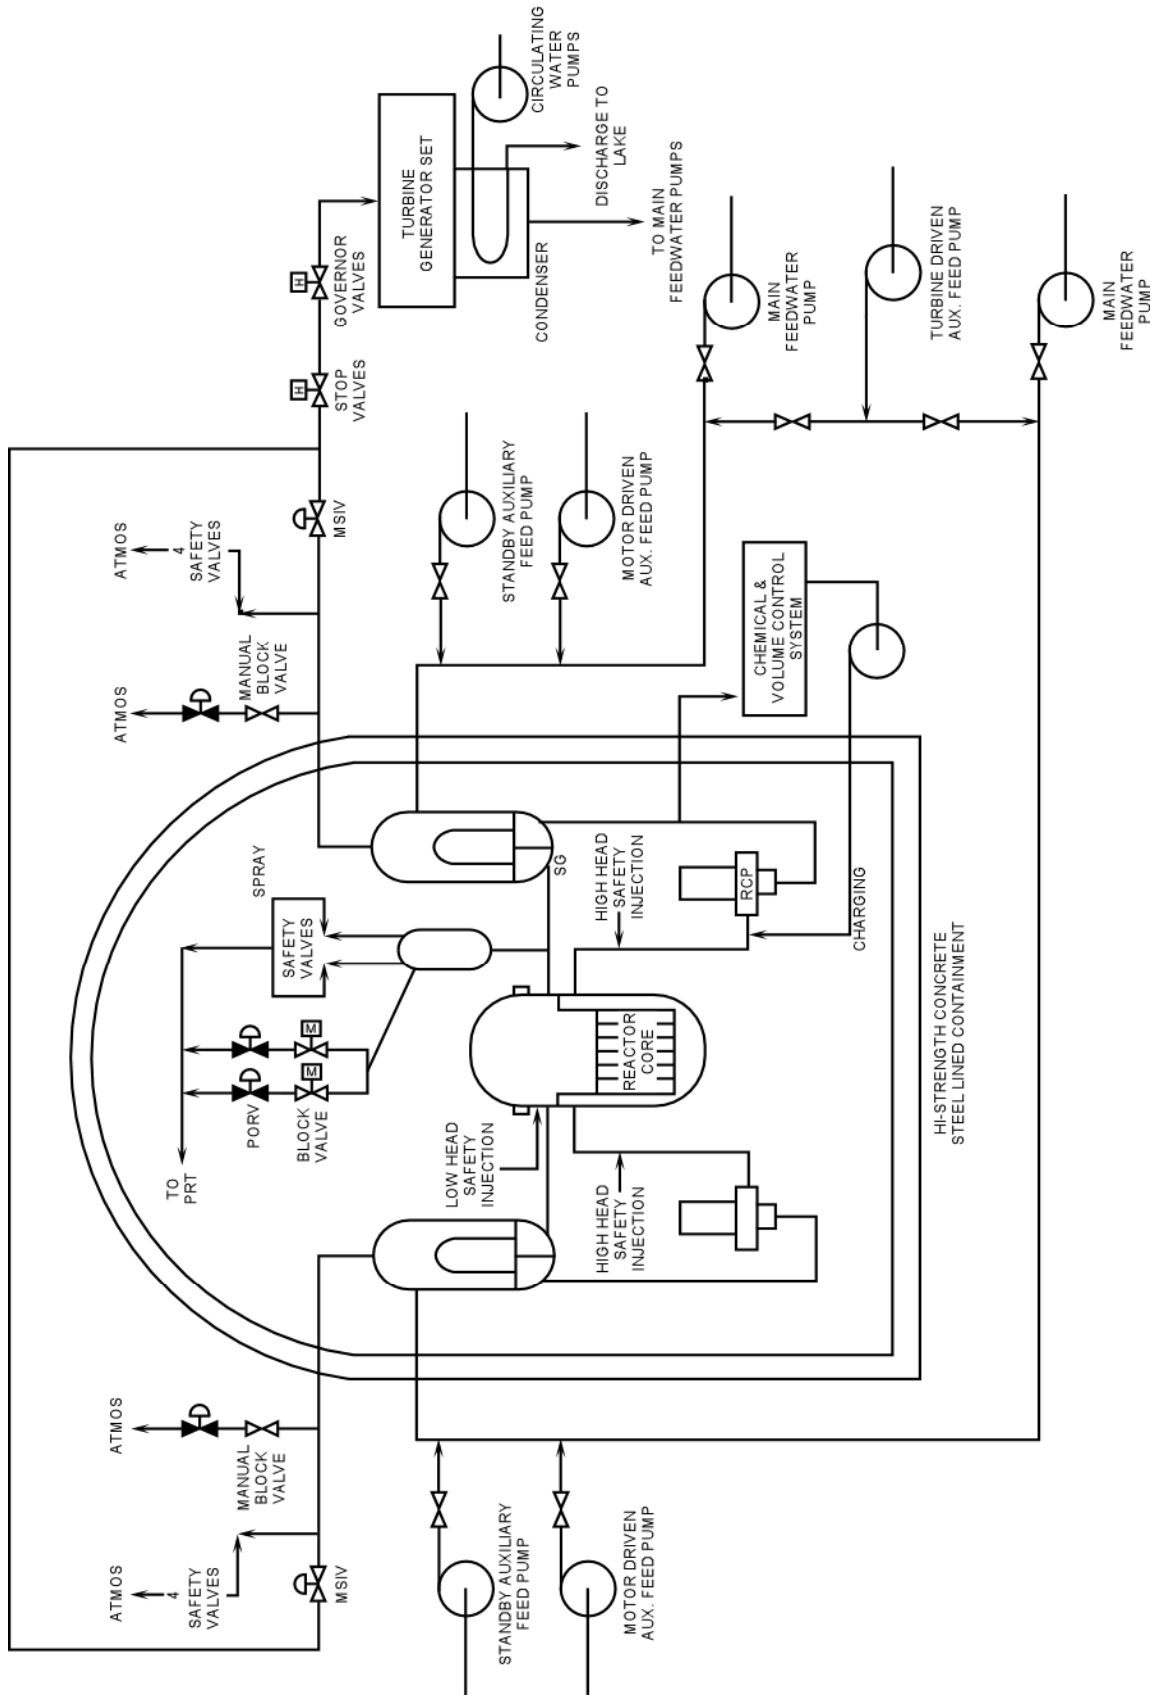 ATMOS
4
SAFETY
VALVES
MSIV
ATMOS
MANUAL
BLOCK
VALVE
STANDBY AUXILIARY
FEED PUMP
MOTOR DRIVEN
AUX. FEED PUMP
TO
PRT
PORV
BLOCK
VALVE
SAFETY
VALVES
SPRAY
LOW HEAD
SAFETY
INJECTION
HIGH HEAD
SAFETY
INJECTION
REACTOR
CORE
HIGH HEAD
SAFETY
INJECTION
SG
RCP
CHARGING
HI-STRENGTH CONCRETE
STEEL LINED CONTAINMENT
ATMOS
MANUAL
BLOCK
VALVE
ATMOS
4
SAFETY
VALVES
MSIV
STANDBY AUXILIARY
FEED PUMP
MOTOR DRIVEN
AUX. FEED PUMP
CHEMICAL &
VOLUME CONTROL
SYSTEM
STOP
VALVES
GOVERNOR
VALVES
TURBINE
GENERATOR SET
CONDENSER
CIRCULATING
WATER
PUMPS
DISCHARGE TO
LAKE
TO MAIN
FEEDWATER PUMPS
MAIN
FEEDWATER
PUMP
TURBINE DRIVEN
AUX. FEED PUMP
MAIN
FEEDWATER
PUMP
M
M
H
H